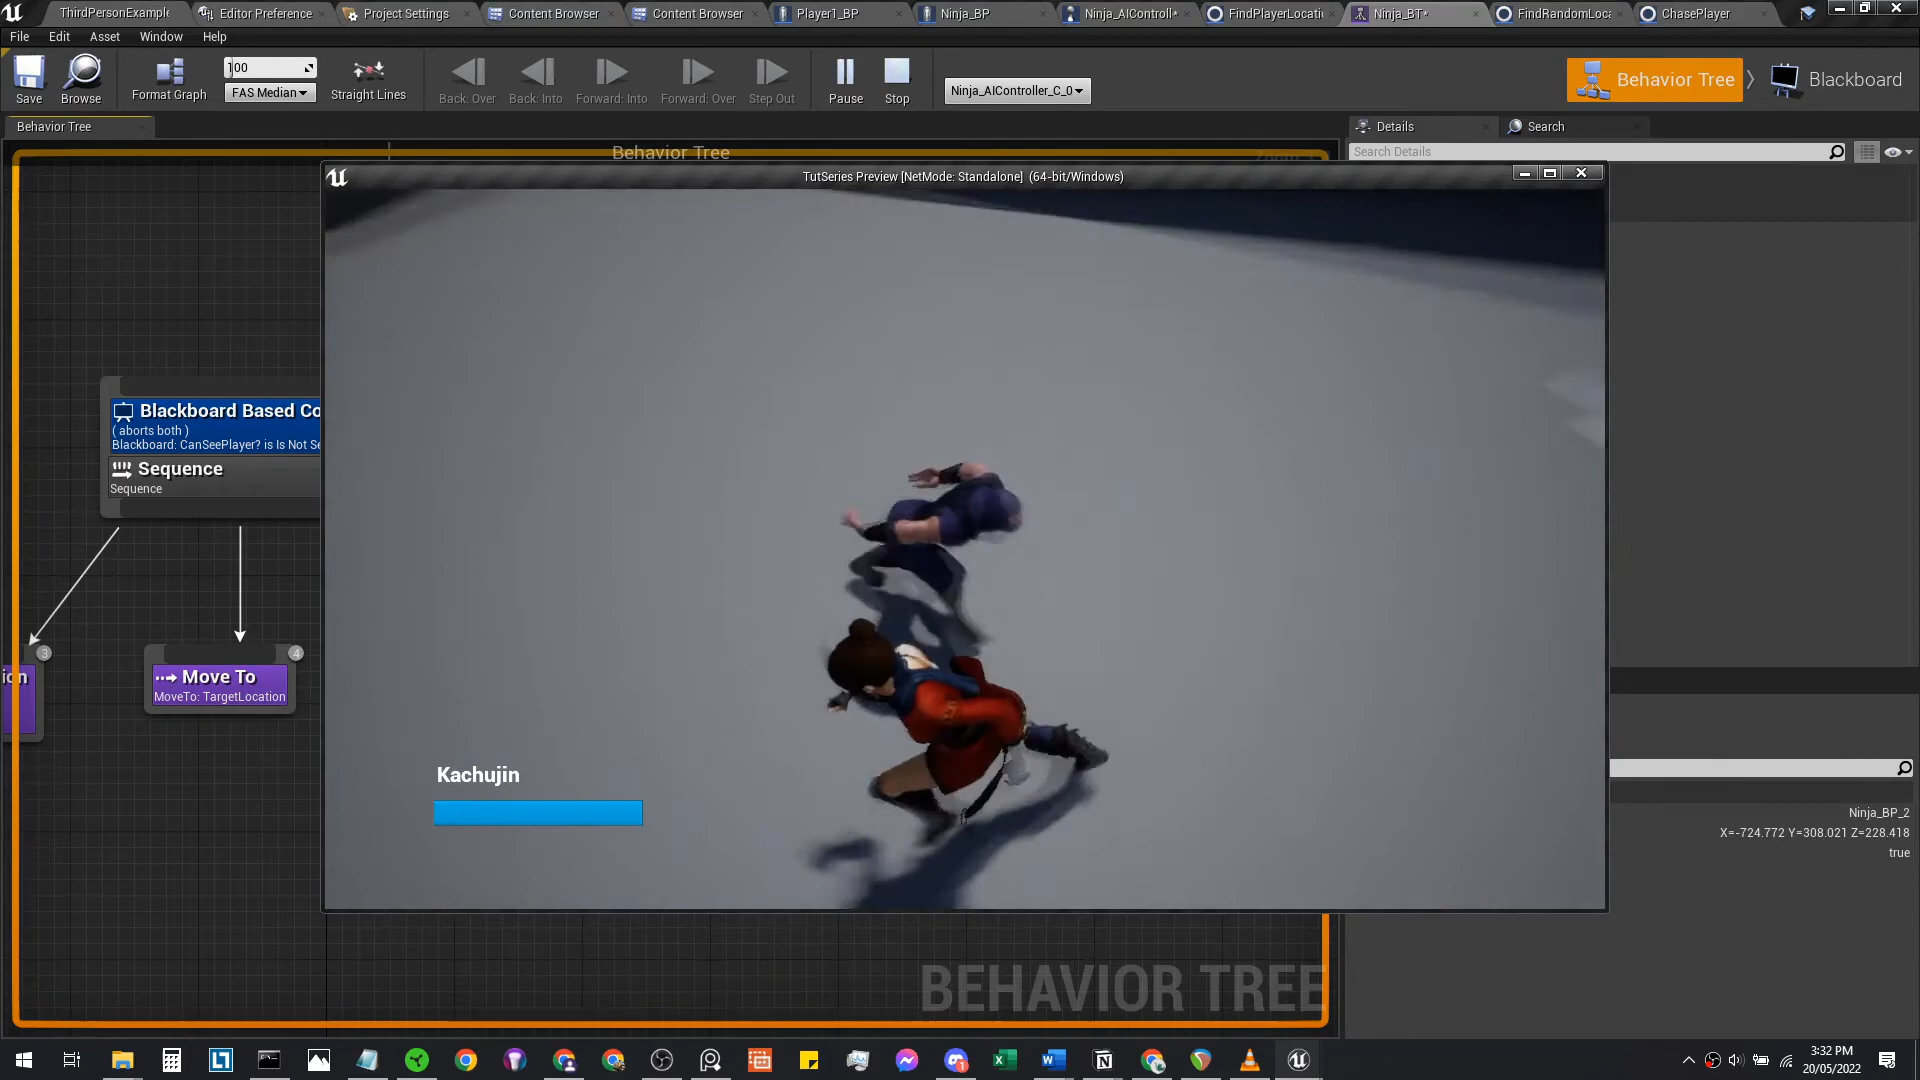 ThirdPersonExample
Editor Preference
Project Settings
Content Browser
Content Browser
Player1_BP
Ninja_BP
Ninja_AIControll*
FindPlayerLocati
Ninja_BT*
FindRandomLoca
ChasePlayer
File
Edit
Asset
Window
Help
Save
Browse
Format Graph
100
FAS Median
Straight Lines
Back: Over
Back: Into
Forward: Into
Forward: Over
Step Out
Pause
Stop
Ninja_AIController_C_0
Behavior Tree
Blackboard
Behavior Tree
Details
Search
Behavior Tree
Search Details
TutSeries Preview [NetMode: Standalone] (64-bit/Windows)
Blackboard Based Co
( aborts both )
Blackboard: CanSeePlayer? is Is Not Se
Sequence
Sequence
3
4
ion
Move To
MoveTo: TargetLocation
Kachujin
Ninja_BP_2
X=-724.772 Y=308.021 Z=228.418
true
BEHAVIOR TREE
3:32 PM
20/05/2022